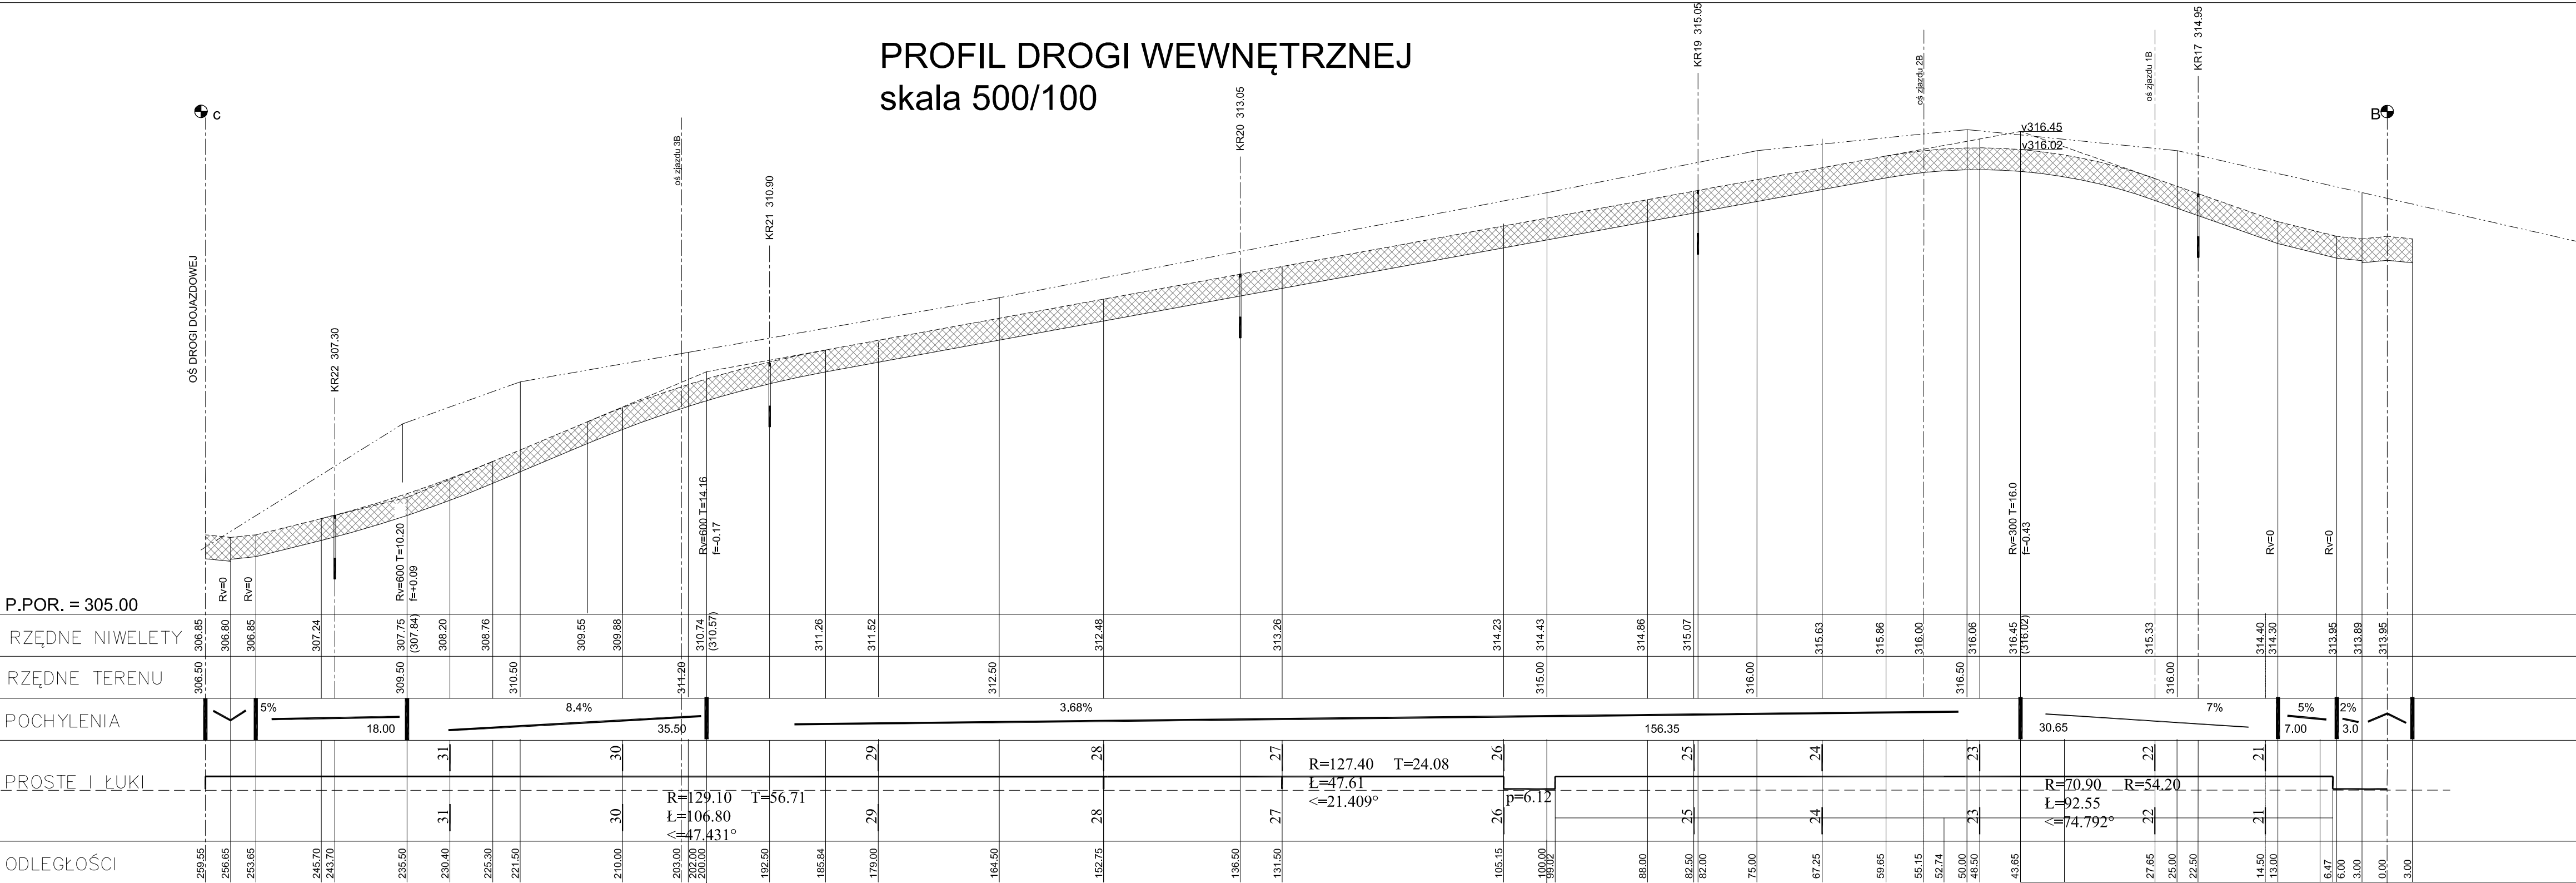 PROFIL DROGI WEWNĘTRZNEJ
skala 500/100
c
B
OŚ DROGI DOJAZDOWEJ
KR22 307.30
oś zjazdu 3B
KR21 310.90
KR20 313.05
KR19 315.05
oś zjazdu 2B
v316.45
v316.02
oś zjazdu 1B
KR17 314.95
Rv=0
Rv=0
Rv=600 T=10.20
f=+0.09
Rv=600 T=14.16
f=-0.17
Rv=300 T=16.0
f=-0.43
Rv=0
Rv=0
P.POR. = 305.00
RZĘDNE NIWELETY 306.85 306.80 306.85 307.24 307.75 (307.84) 308.20 308.76 309.55 309.88 310.74 (310.57) 311.26 311.52 312.48 313.26 314.23 314.43 314.86 315.07 315.63 315.86 316.00 316.06 316.45 (316.02) 315.33 314.40 314.30 313.95 313.89 313.95
RZĘDNE TERENU 306.50 309.50 310.50 311.20 312.50 315.00 316.00 316.50 316.00
POCHYLENIA 5% 18.00 8.4% 35.50 3.68% 156.35 30.65 7% 5% 7.00 2% 3.0
31 30 29 28 27 26 25 24 23 22 21
PROSTE I ŁUKI
R=129.10 T=56.71
Ł=106.80
<=47.431°
R=127.40 T=24.08
Ł=47.61
<=21.409°
p=6.12
R=70.90 R=54.20
Ł=92.55
<=74.792°
31 30 29 28 27 26 25 24 23 22 21
ODLEGŁOŚCI 259.55 256.65 253.65 245.70 243.70 235.50 230.40 225.30 221.50 210.00 203.00 202.00 200.00 192.50 185.84 179.00 164.50 152.75 136.50 131.50 105.15 100.00 99.02 88.00 82.50 82.00 75.00 67.25 59.65 55.15 52.74 50.00 48.50 43.65 27.65 25.00 22.50 14.50 13.00 6.47 6.00 3.00 0.00 3.00